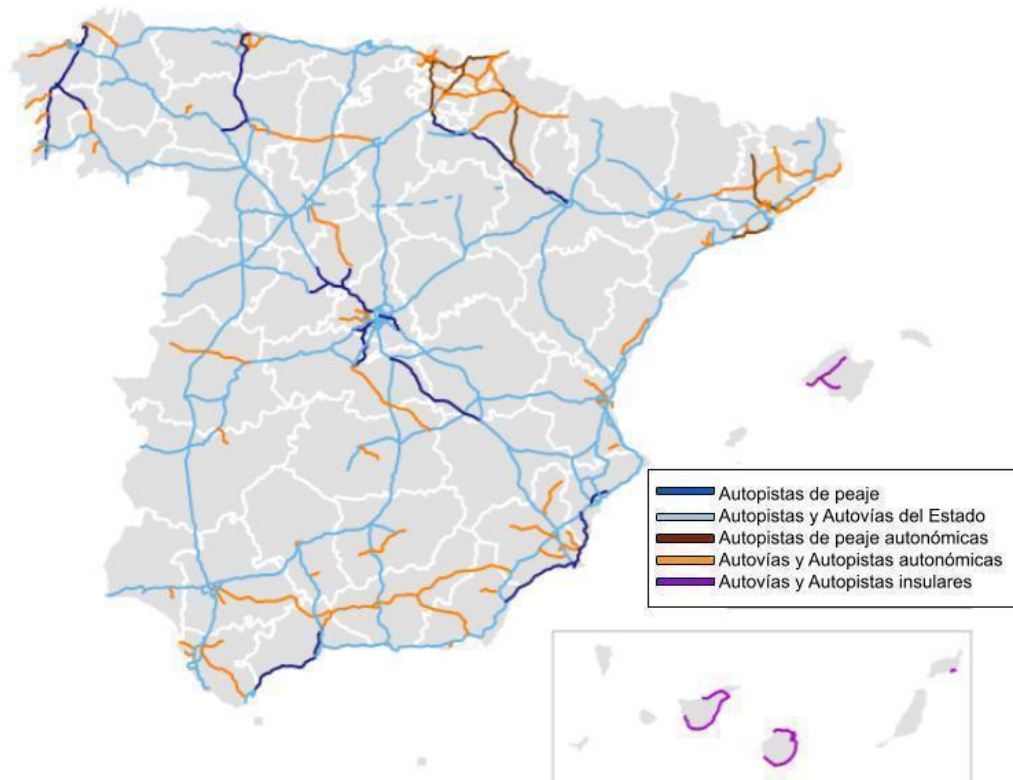 Autopistas de peaje
Autopistas y Autovías del Estado
Autopistas de peaje autonómicas
Autovías y Autopistas autonómicas
Autovías y Autopistas insulares